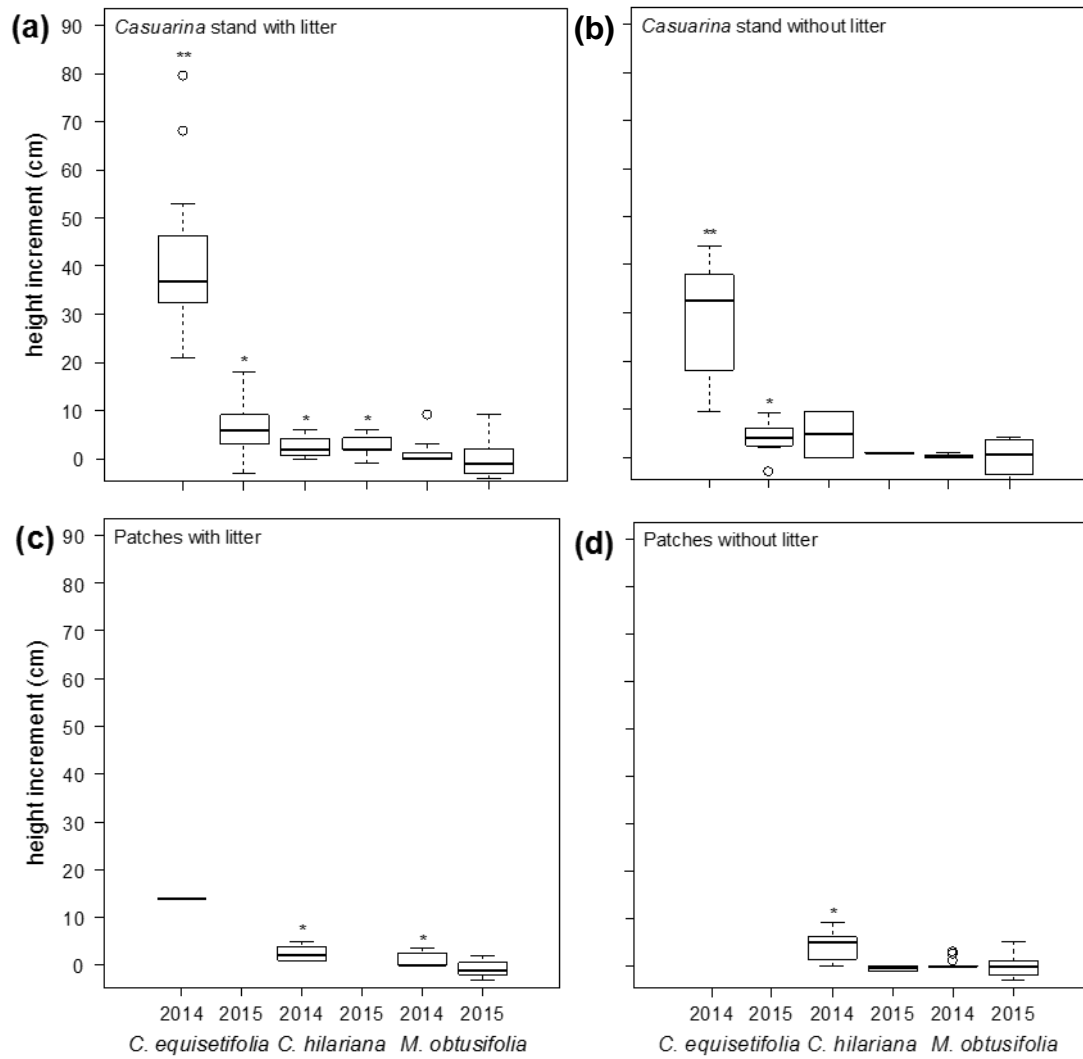 (a)
Casuarina stand with litter
height increment (cm)
90
80
70
60
50
40
30
20
10
0
**
*
*
*
(b)
Casuarina stand without litter
**
*
(c)
Patches with litter
height increment (cm)
90
80
70
60
50
40
30
20
10
0
*
*
2014 2015 2014 2015 2014 2015
C. equisetifolia C. hilariana M. obtusifolia
(d)
Patches without litter
*
2014 2015 2014 2015 2014 2015
C. equisetifolia C. hilariana M. obtusifolia